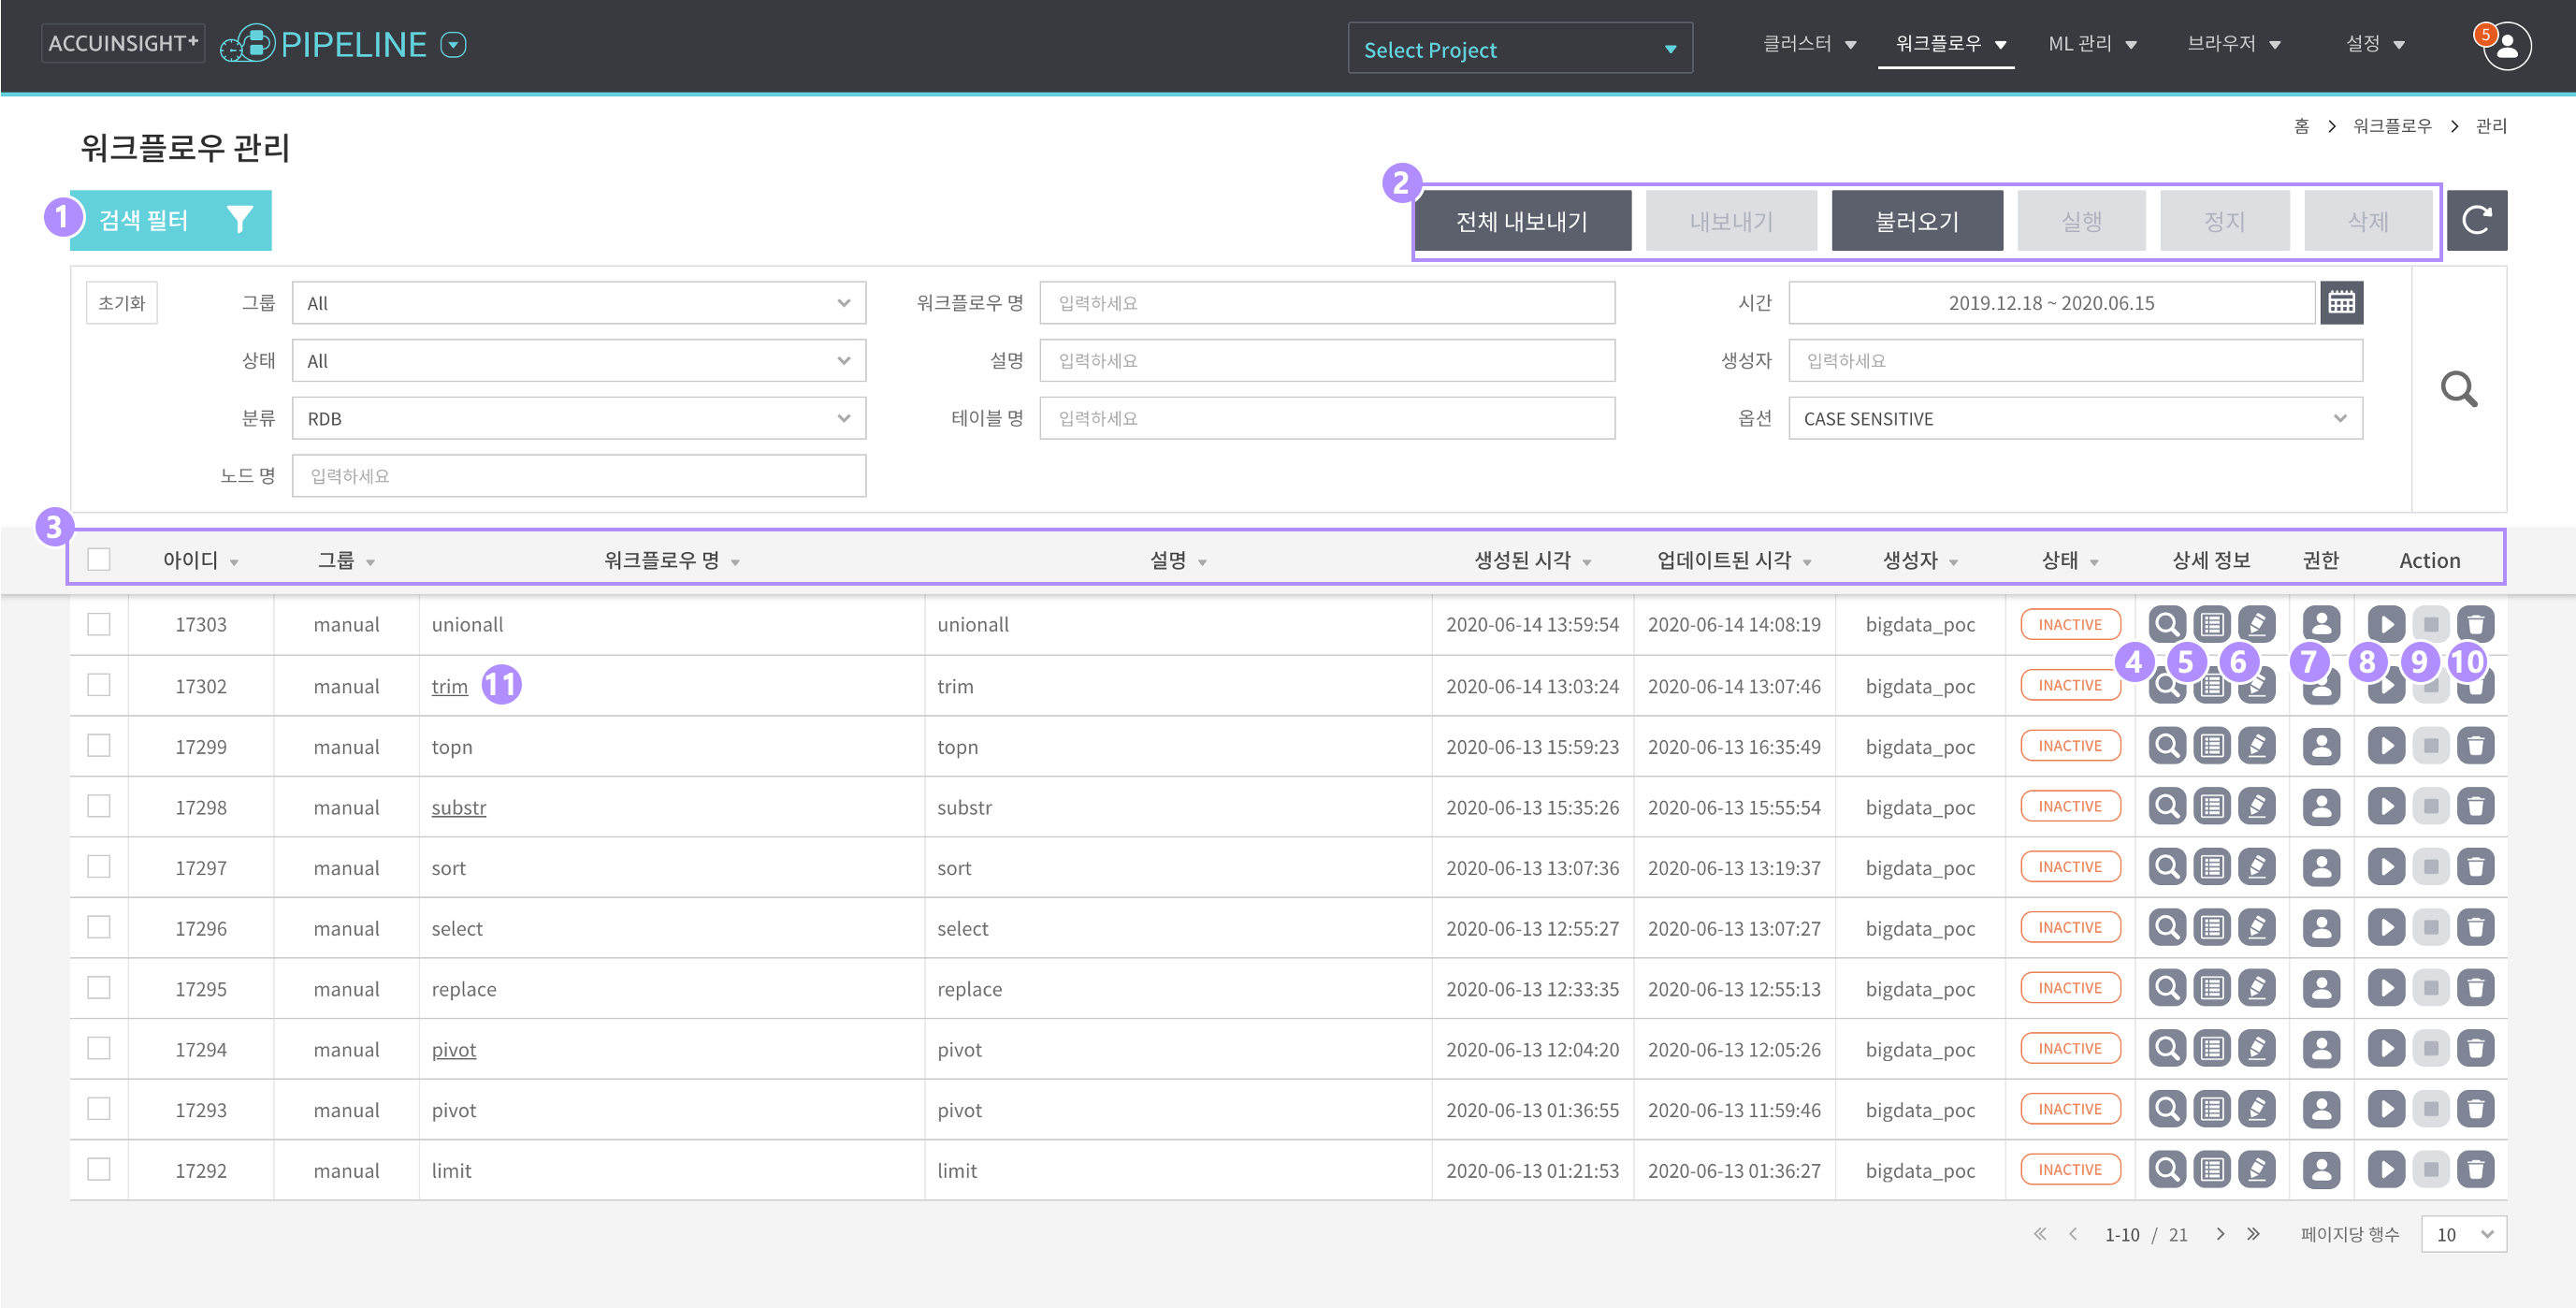 ACCUINSIGHT+ PIPELINE Select Project 클러스터 워크플로우 ML 관리 브라우저 설정 5
홈 > 워크플로우 > 관리
워크플로우 관리
1 검색 필터 2 전체 내보내기 내보내기 불러오기 실행 정지 삭제
초기화 그룹 All 워크플로우 명 입력하세요 시간 2019.12.18 ~ 2020.06.15
상태 All 설명 입력하세요 생성자 입력하세요
분류 RDB 테이블 명 입력하세요 옵션 CASE SENSITIVE
노드 명 입력하세요
3 아이디 그룹 워크플로우 명 설명 생성된 시각 업데이트된 시각 생성자 상태 상세 정보 권한 Action
17303 manual unionall unionall 2020-06-14 13:59:54 2020-06-14 14:08:19 bigdata_poc INACTIVE
4 5 6 7 8 9 10
17302 manual trim 11 trim 2020-06-14 13:03:24 2020-06-14 13:07:46 bigdata_poc INACTIVE
17299 manual topn topn 2020-06-13 15:59:23 2020-06-13 16:35:49 bigdata_poc INACTIVE
17298 manual substr substr 2020-06-13 15:35:26 2020-06-13 15:55:54 bigdata_poc INACTIVE
17297 manual sort sort 2020-06-13 13:07:36 2020-06-13 13:19:37 bigdata_poc INACTIVE
17296 manual select select 2020-06-13 12:55:27 2020-06-13 13:07:27 bigdata_poc INACTIVE
17295 manual replace replace 2020-06-13 12:33:35 2020-06-13 12:55:13 bigdata_poc INACTIVE
17294 manual pivot pivot 2020-06-13 12:04:20 2020-06-13 12:05:26 bigdata_poc INACTIVE
17293 manual pivot pivot 2020-06-13 01:36:55 2020-06-13 11:59:46 bigdata_poc INACTIVE
17292 manual limit limit 2020-06-13 01:21:53 2020-06-13 01:36:27 bigdata_poc INACTIVE
1-10 / 21 페이지당 행수 10